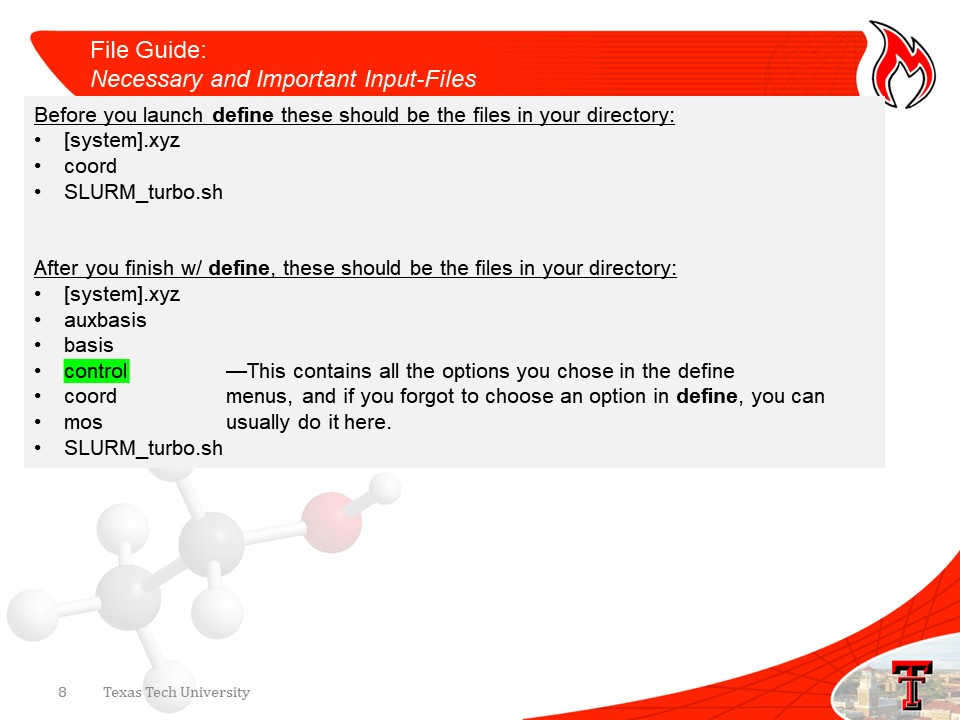 File Guide:
Necessary and Important Input-Files
Before you launch define these should be the files in your directory:
• [system].xyz
• coord
• SLURM_turbo.sh
After you finish w/ define, these should be the files in your directory:
• [system].xyz
• auxbasis
• basis
• control —This contains all the options you chose in the define
• coord menus, and if you forgot to choose an option in define, you can
• mos usually do it here.
• SLURM_turbo.sh
8 Texas Tech University